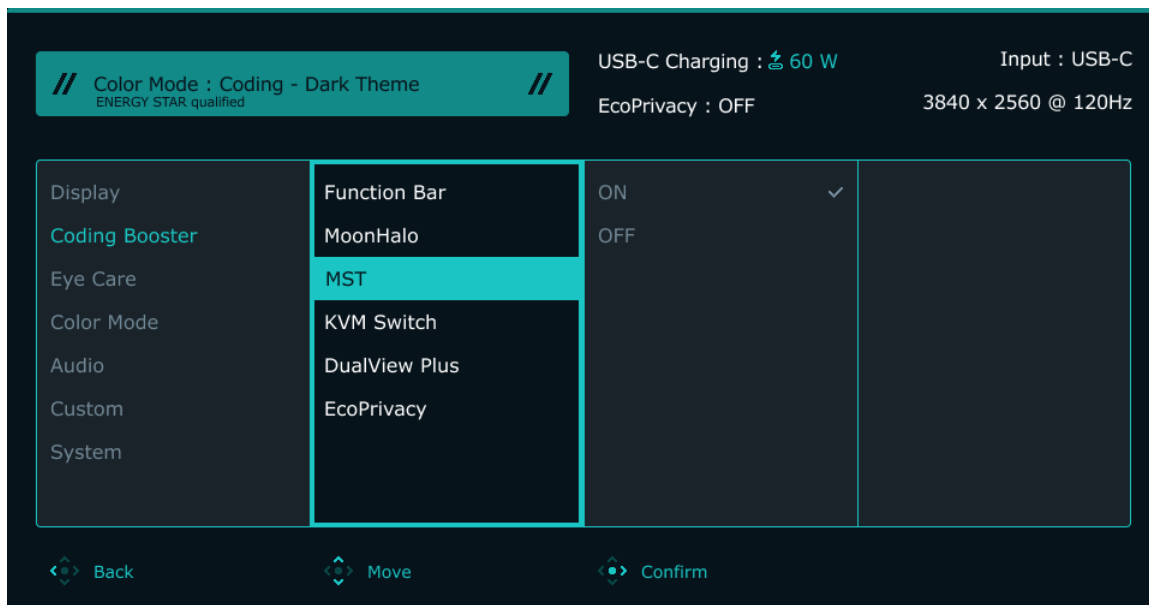 Color Mode : Coding - Dark Theme
ENERGY STAR qualified
USB-C Charging : 60 W
Input : USB-C
EcoPrivacy : OFF
3840 x 2560 @ 120Hz
Display
Coding Booster
Eye Care
Color Mode
Audio
Custom
System
Function Bar
MoonHalo
MST
KVM Switch
DualView Plus
EcoPrivacy
ON
OFF
Back
Move
Confirm